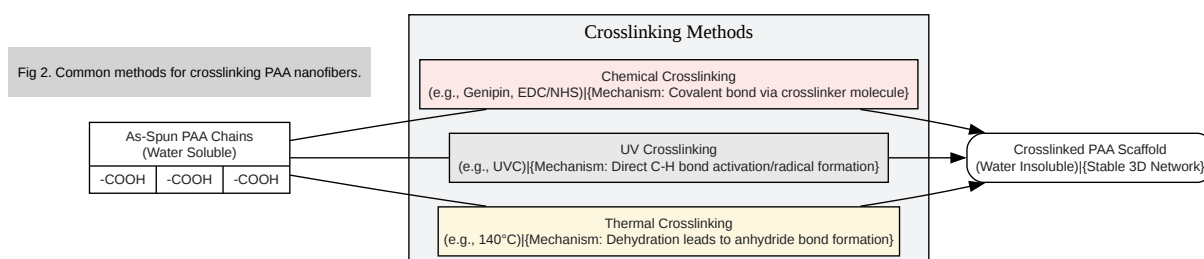 Crosslinking Methods
Fig 2. Common methods for crosslinking PAA nanofibers.
Chemical Crosslinking
(e.g., Genipin, EDC/NHS)|{Mechanism: Covalent bond via crosslinker molecule}
As-Spun PAA Chains
(Water Soluble)
-COOH
-COOH
-COOH
UV Crosslinking
(e.g., UVC)|{Mechanism: Direct C-H bond activation/radical formation}
Crosslinked PAA Scaffold
(Water Insoluble)|{Stable 3D Network}
Thermal Crosslinking
(e.g., 140°C)|{Mechanism: Dehydration leads to anhydride bond formation}